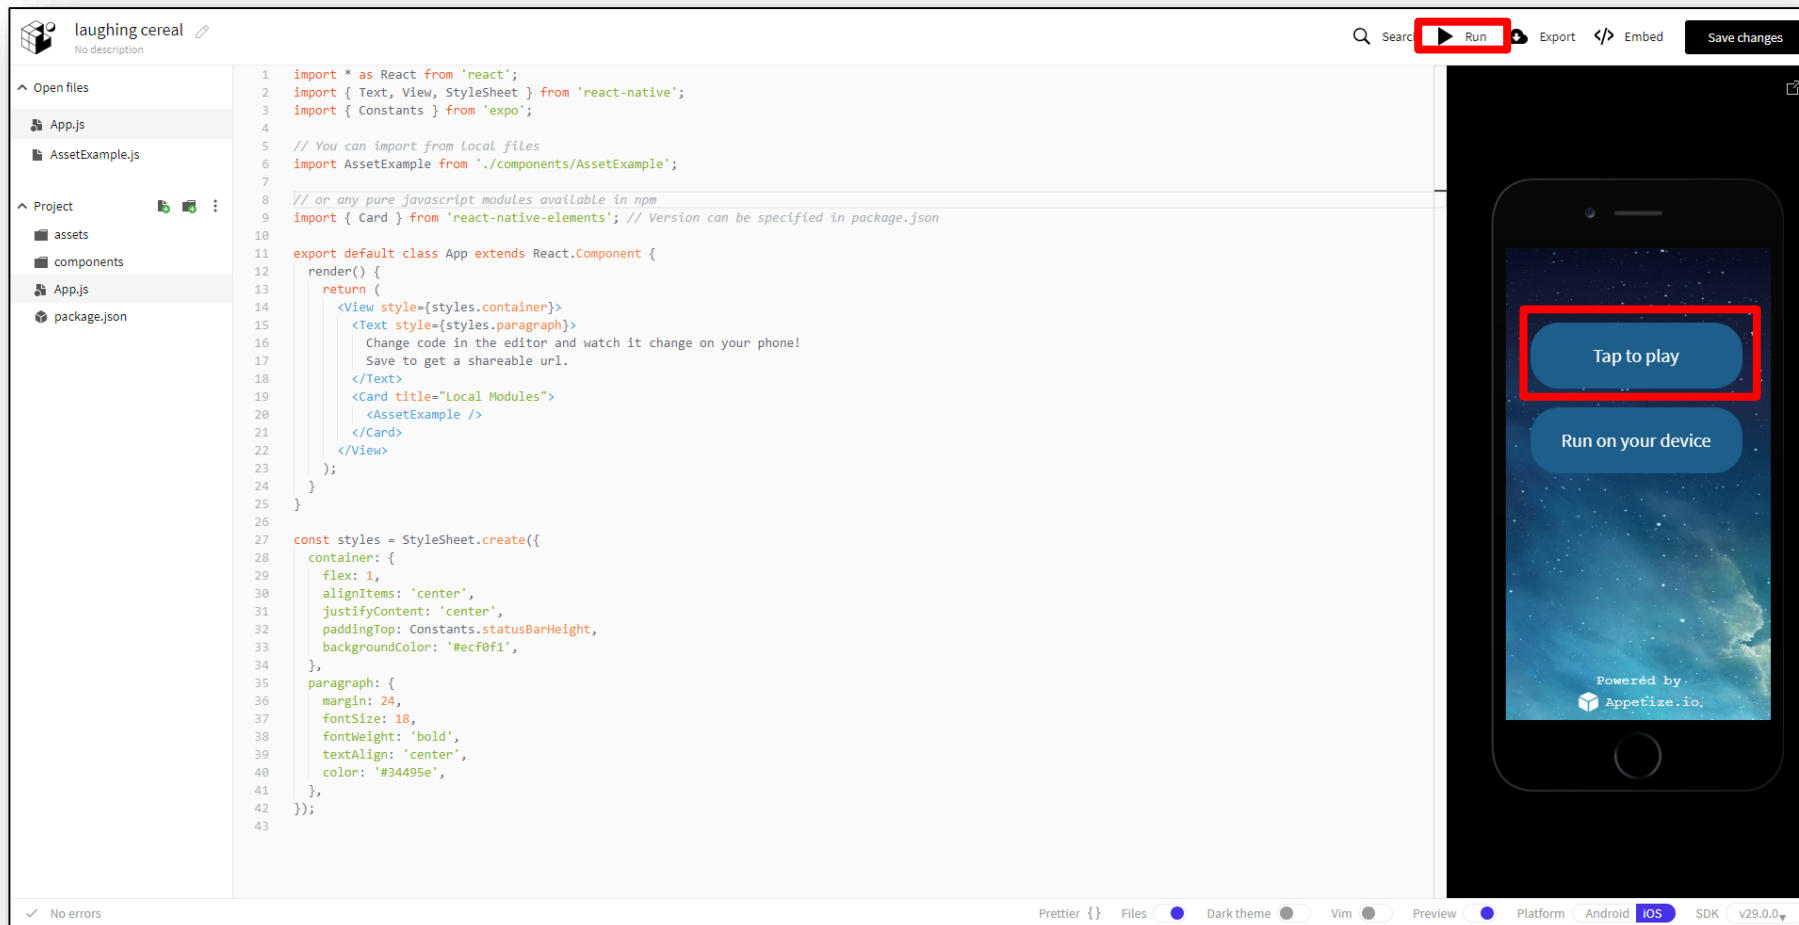 laughing cereal
No description
Search
Run
Export
</> Embed
Save changes
Open files
App.js
AssetExample.js
Project
assets
components
App.js
package.json
1 import * as React from 'react';
2 import { Text, View, StyleSheet } from 'react-native';
3 import { Constants } from 'expo';
4
5 // You can import from local files
6 import AssetExample from './components/AssetExample';
7
8 // or any pure javascript modules available in npm
9 import { Card } from 'react-native-elements'; // Version can be specified in package.json
10
11 export default class App extends React.Component {
12   render() {
13     return (
14       <View style={styles.container}>
15         <Text style={styles.paragraph}>
16           Change code in the editor and watch it change on your phone!
17           Save to get a shareable url.
18         </Text>
19         <Card title="Local Modules">
20           <AssetExample />
21         </Card>
22       </View>
23     );
24   }
25 }
26
27 const styles = StyleSheet.create({
28   container: {
29     flex: 1,
30     alignItems: 'center',
31     justifyContent: 'center',
32     paddingTop: Constants.statusBarHeight,
33     backgroundColor: '#ecf0f1',
34   },
35   paragraph: {
36     margin: 24,
37     fontSize: 18,
38     fontWeight: 'bold',
39     textAlign: 'center',
40     color: '#34495e',
41   },
42 });
43
Tap to play
Run on your device
Powered by
Appetize.io
No errors
Prettier {}
Files
Dark theme
Vim
Preview
Platform
Android
iOS
SDK
v29.0.0